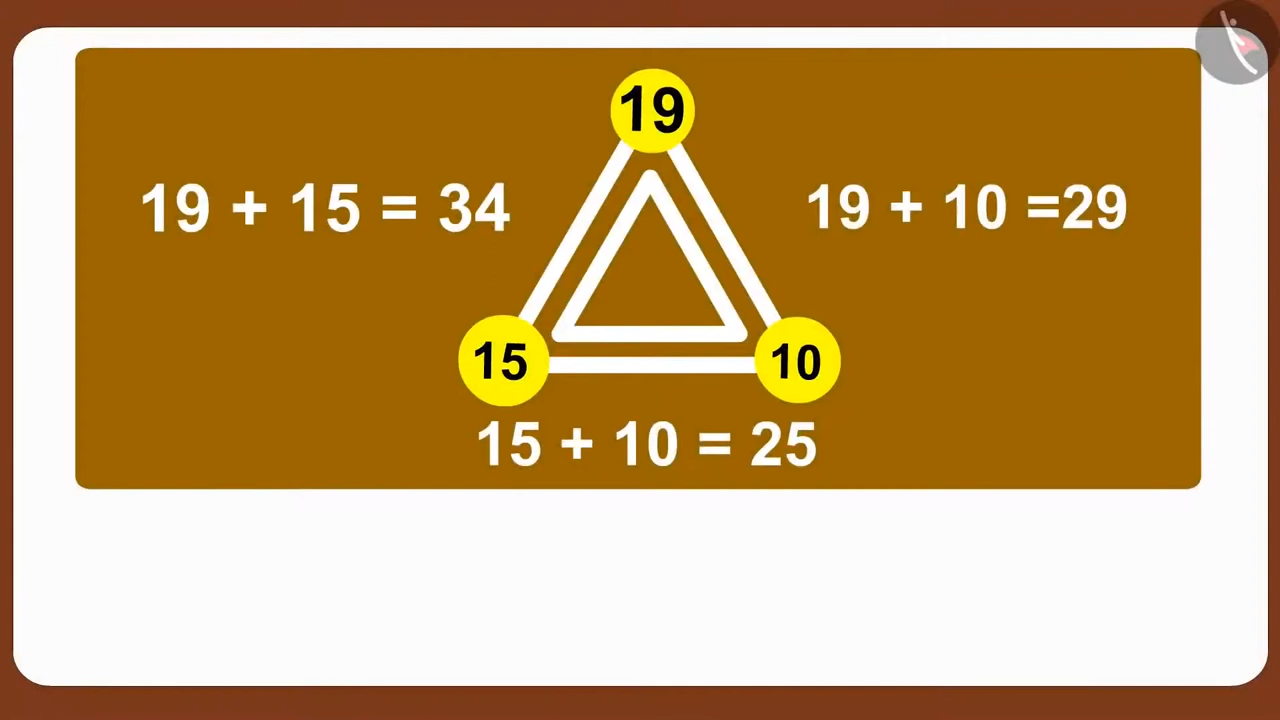 19
19 + 15 = 34
19 + 10 =29
15
10
15 + 10 = 25